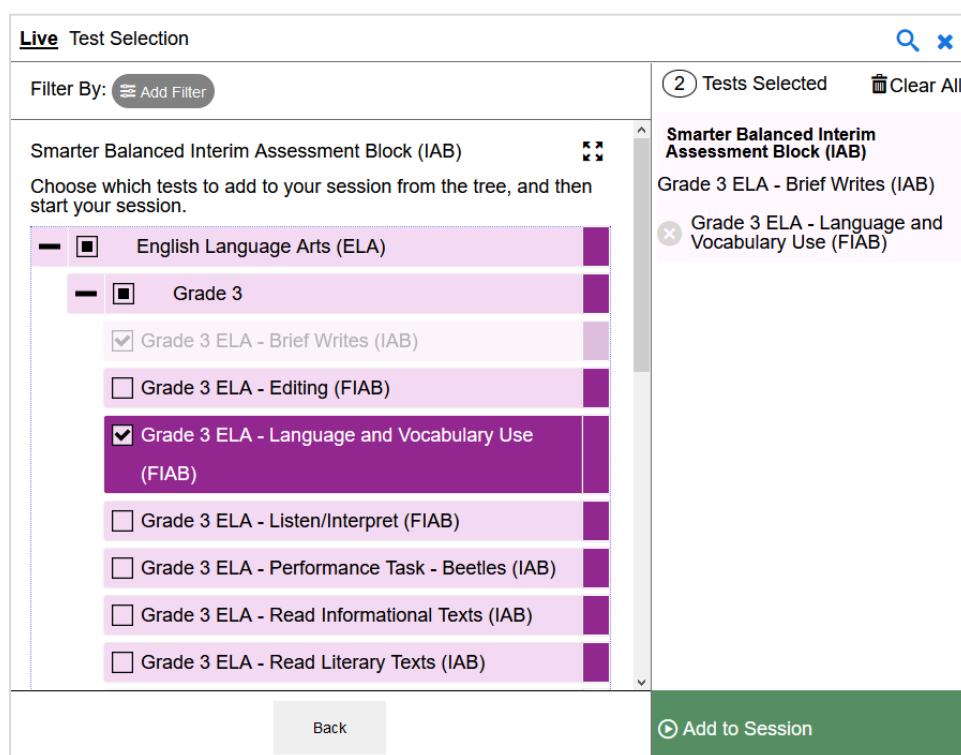 Live Test Selection
Filter By: Add Filter
Smarter Balanced Interim Assessment Block (IAB)
Choose which tests to add to your session from the tree, and then
start your session.
English Language Arts (ELA)
Grade 3
Grade 3 ELA - Brief Writes (IAB)
Grade 3 ELA - Editing (FIAB)
Grade 3 ELA - Language and Vocabulary Use
(FIAB)
Grade 3 ELA - Listen/Interpret (FIAB)
Grade 3 ELA - Performance Task - Beetles (IAB)
Grade 3 ELA - Read Informational Texts (IAB)
Grade 3 ELA - Read Literary Texts (IAB)
Back
2 Tests Selected
Clear All
Smarter Balanced Interim
Assessment Block (IAB)
Grade 3 ELA - Brief Writes (IAB)
Grade 3 ELA - Language and
Vocabulary Use (FIAB)
Add to Session